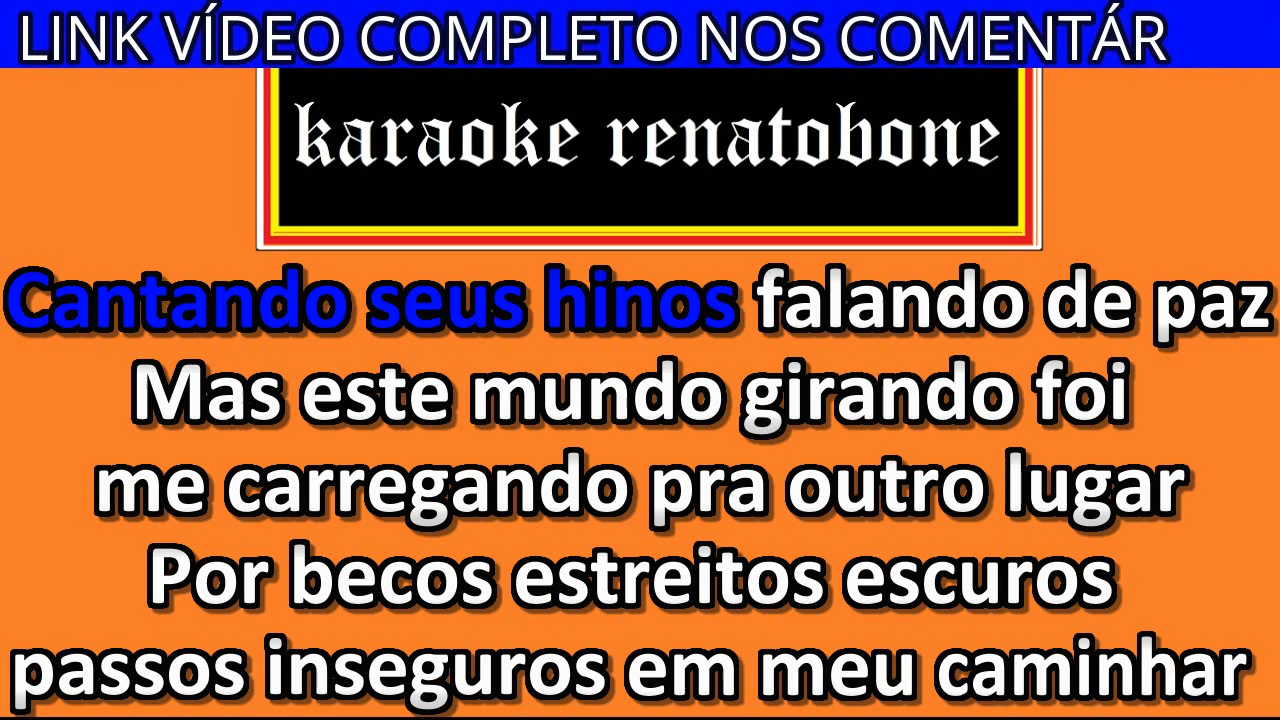 LINK VÍDEO COMPLETO NOS COMENTÁR
karaoke renatobone
Cantando seus hinos falando de paz
Mas este mundo girando foi
me carregando pra outro lugar
Por becos estreitos escuros
passos inseguros em meu caminhar